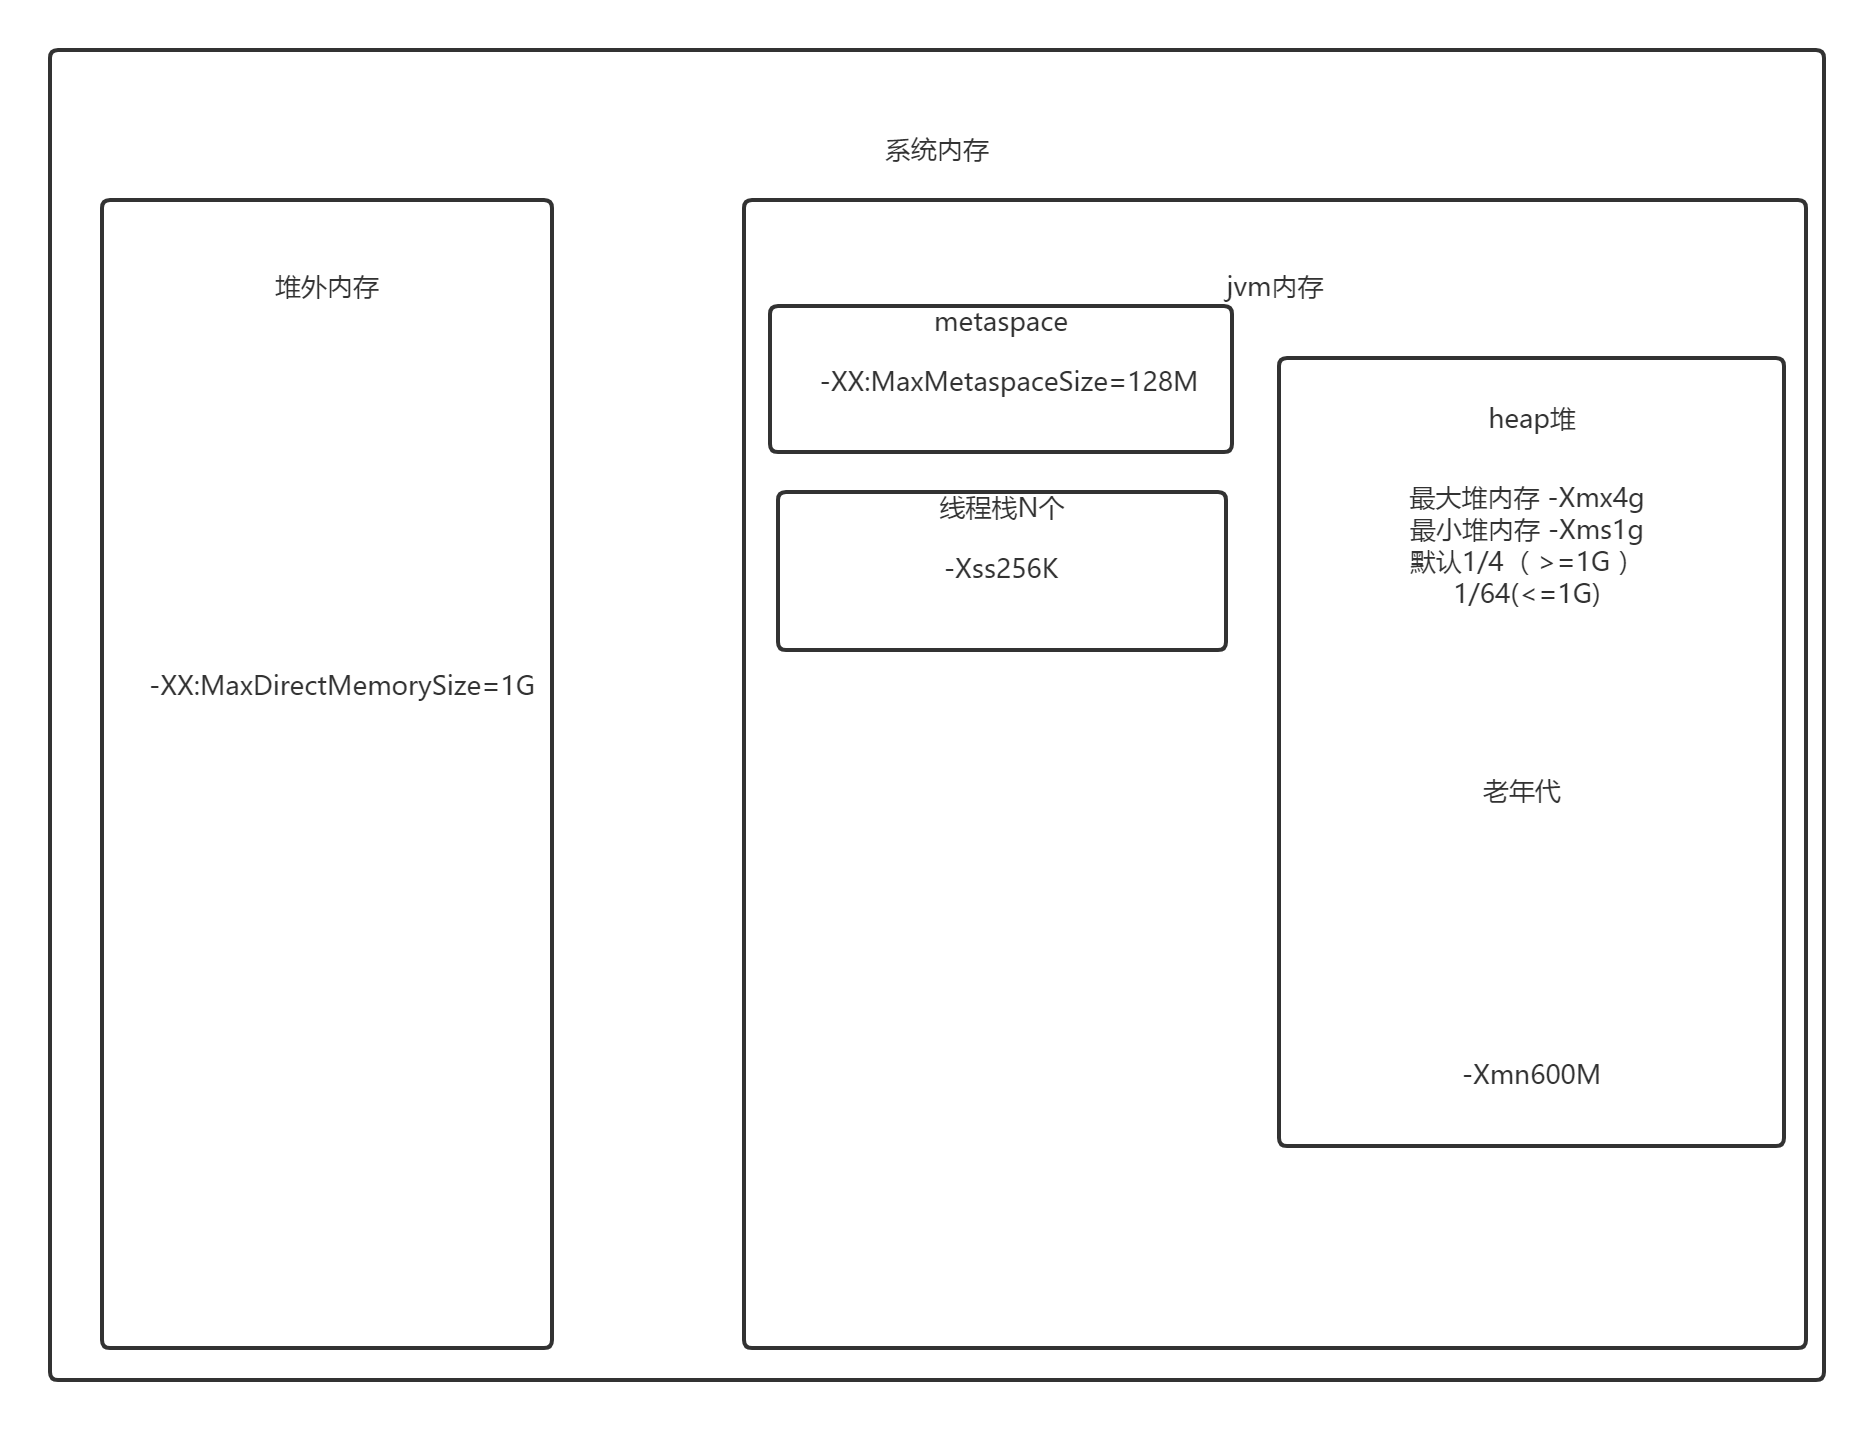 系统内存
堆外内存
-XX:MaxDirectMemorySize=1G
jvm内存
metaspace
-XX:MaxMetaspaceSize=128M
线程栈N个
-Xss256K
heap堆
最大堆内存 -Xmx4g
最小堆内存 -Xms1g
默认1/4（ >=1G ）
1/64(<=1G)
老年代
-Xmn600M